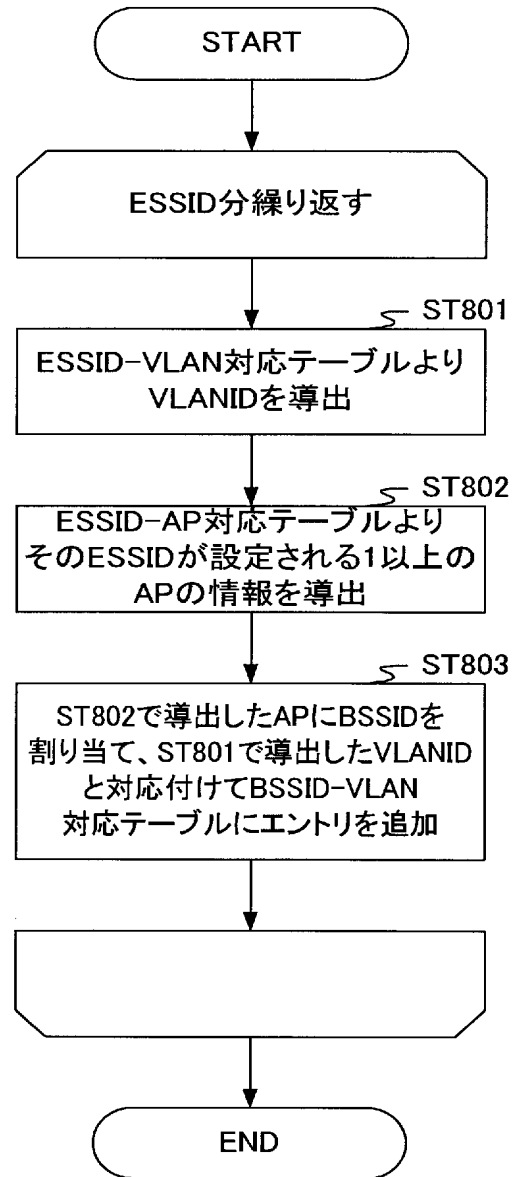 START
ESSID分繰り返す
ST801
ESSID-VLAN対応テーブルより
VLANIDを導出
ST802
ESSID-AP対応テーブルより
そのESSIDが設定される1以上の
APの情報を導出
ST803
ST802で導出したAPにBSSIDを
割り当て、ST801で導出したVLANID
と対応付けてBSSID-VLAN
対応テーブルにエントリを追加
END